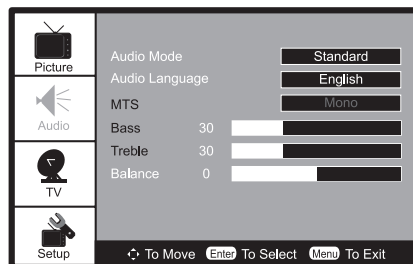 Picture
Audio
TV
Setup
Audio Mode Standard
Audio Language English
MTS Mono
Bass 30
Treble 30
Balance 0
To Move Enter To Select Menu To Exit